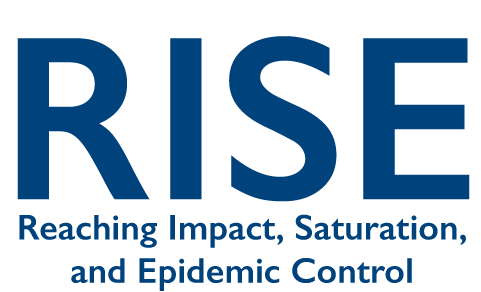 RISE
Reaching Impact, Saturation,
and Epidemic Control